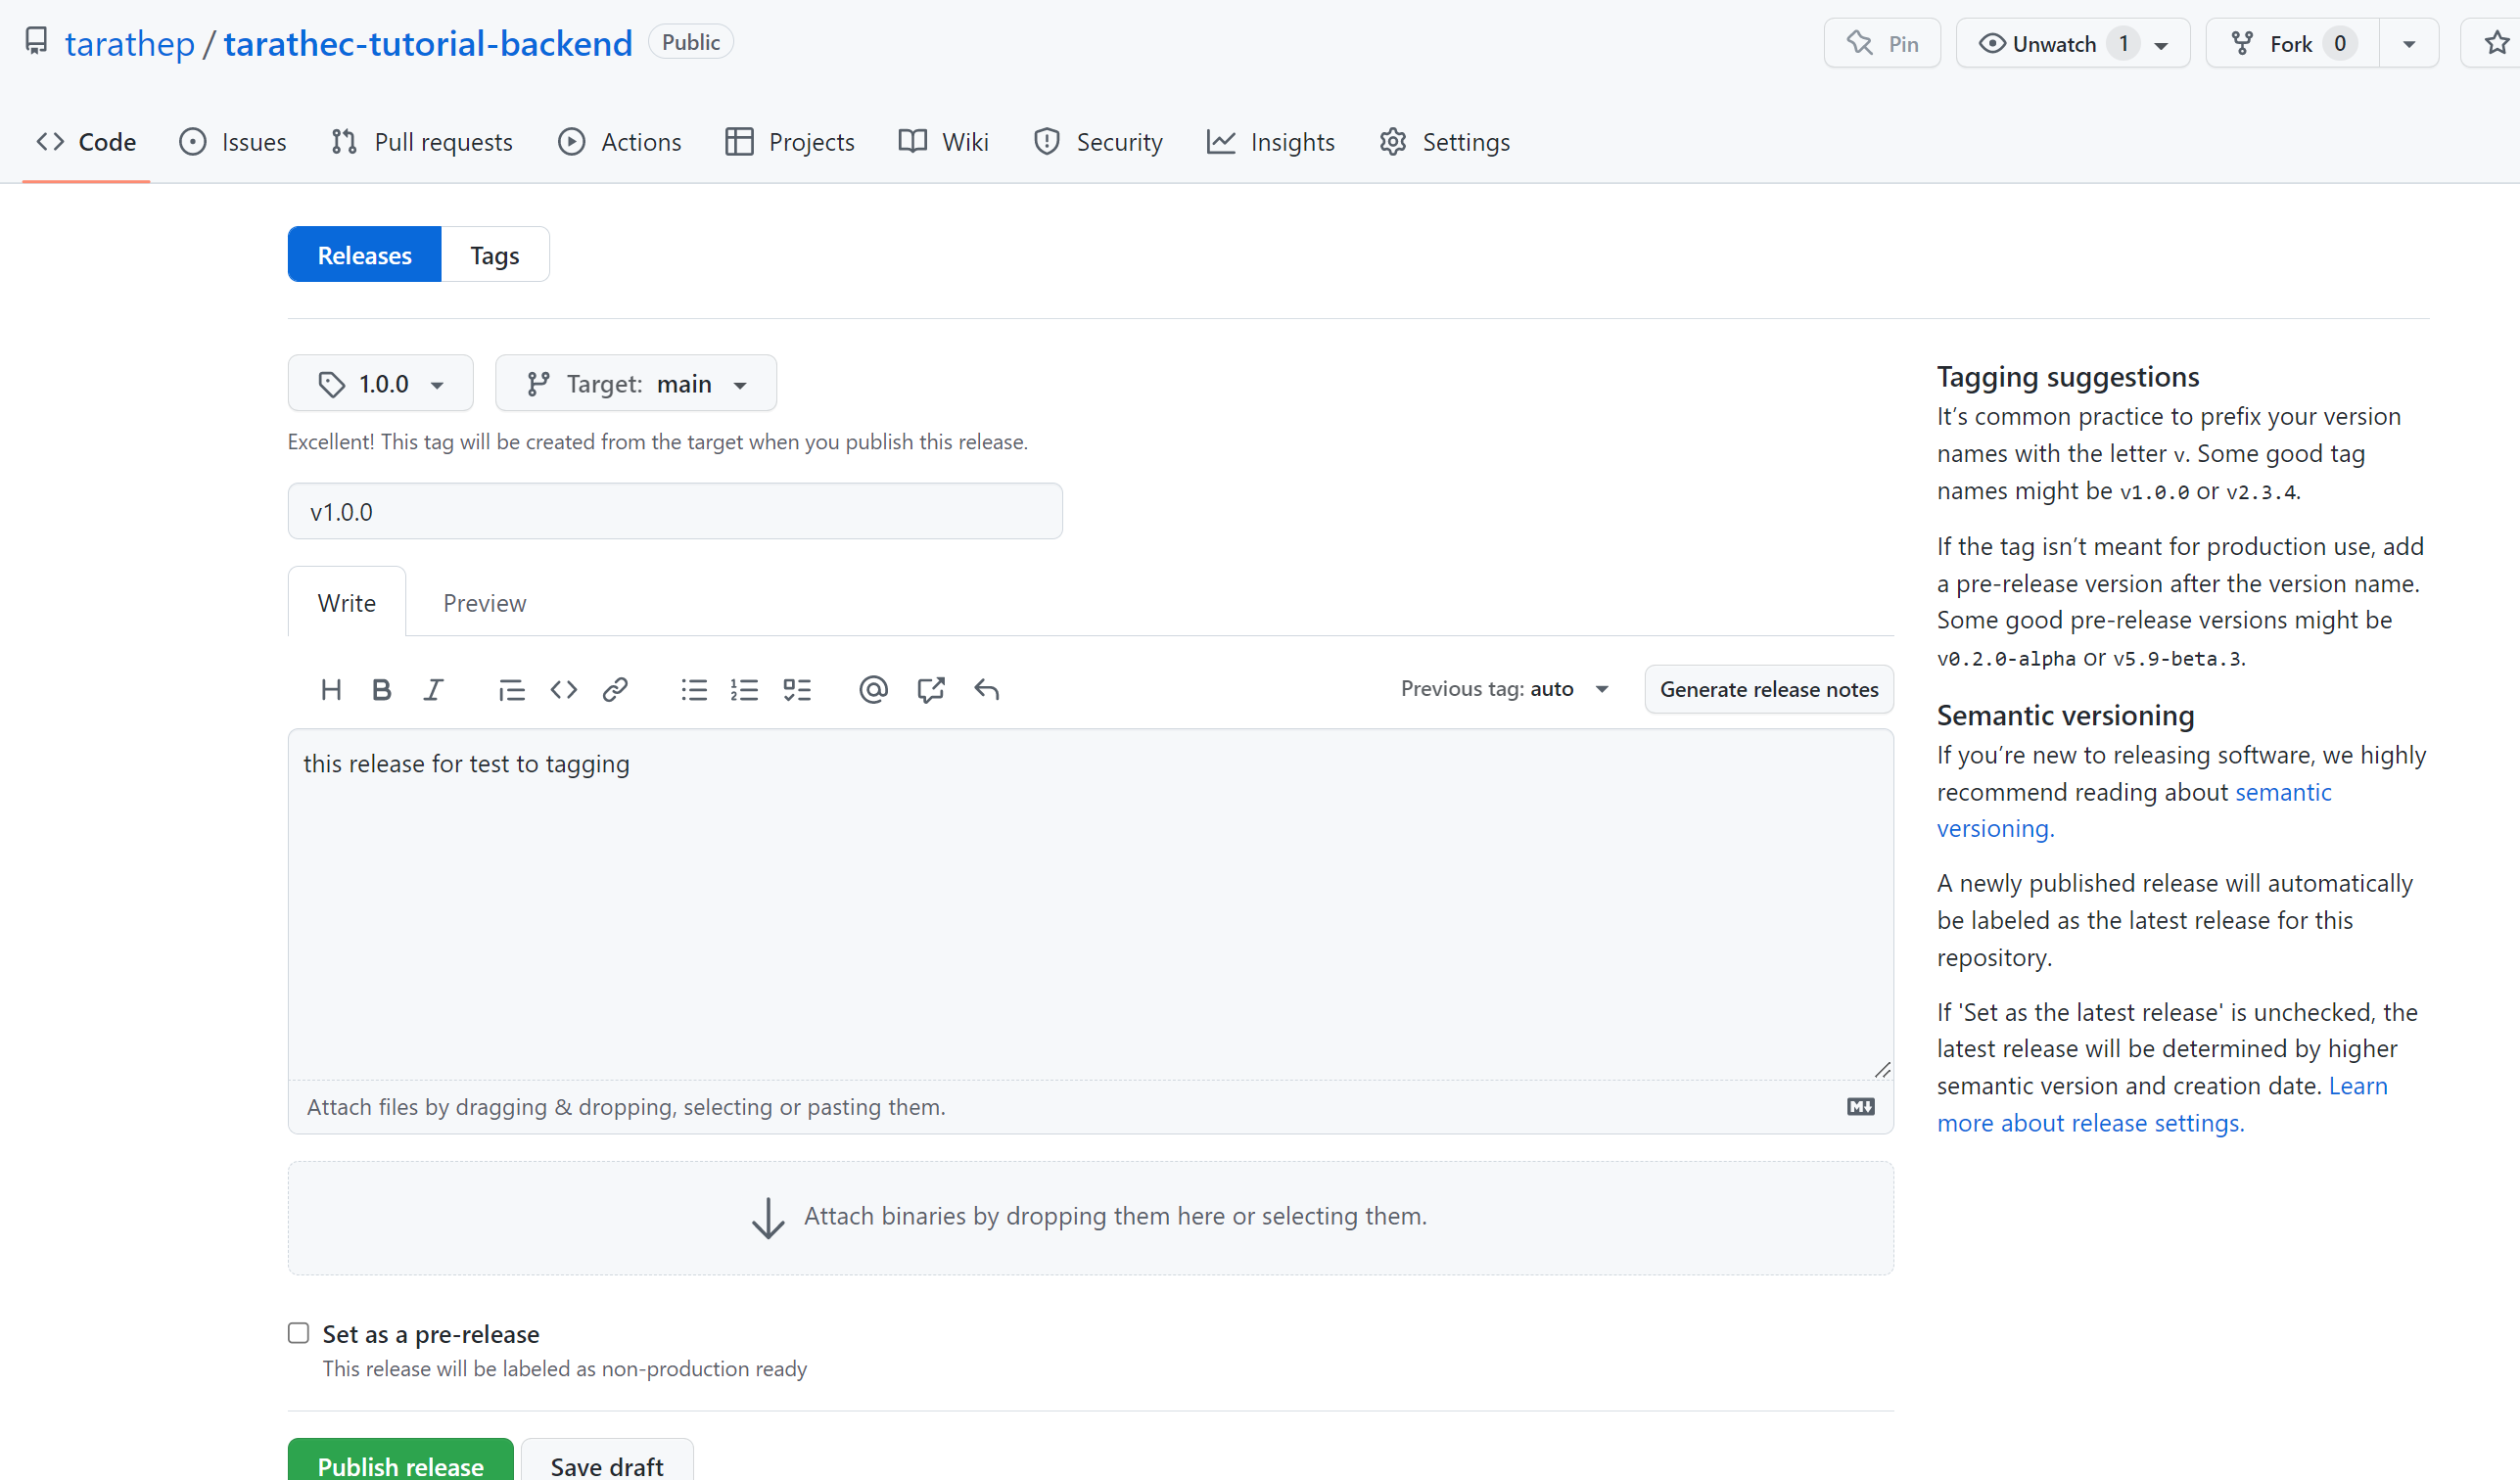 tarathep / tarathec-tutorial-backend Public
Pin Unwatch 1 Fork 0
Code Issues Pull requests Actions Projects Wiki Security Insights Settings
Releases Tags
1.0.0 Target: main
Excellent! This tag will be created from the target when you publish this release.
v1.0.0
Write Preview
H B I Previous tag: auto Generate release notes
this release for test to tagging
Attach files by dragging & dropping, selecting or pasting them.
Attach binaries by dropping them here or selecting them.
Set as a pre-release
This release will be labeled as non-production ready
Publish release Save draft
Tagging suggestions
It’s common practice to prefix your version
names with the letter v. Some good tag
names might be v1.0.0 or v2.3.4.
If the tag isn’t meant for production use, add
a pre-release version after the version name.
Some good pre-release versions might be
v0.2.0-alpha or v5.9-beta.3.
Semantic versioning
If you’re new to releasing software, we highly
recommend reading about semantic
versioning.
A newly published release will automatically
be labeled as the latest release for this
repository.
If 'Set as the latest release' is unchecked, the
latest release will be determined by higher
semantic version and creation date. Learn
more about release settings.